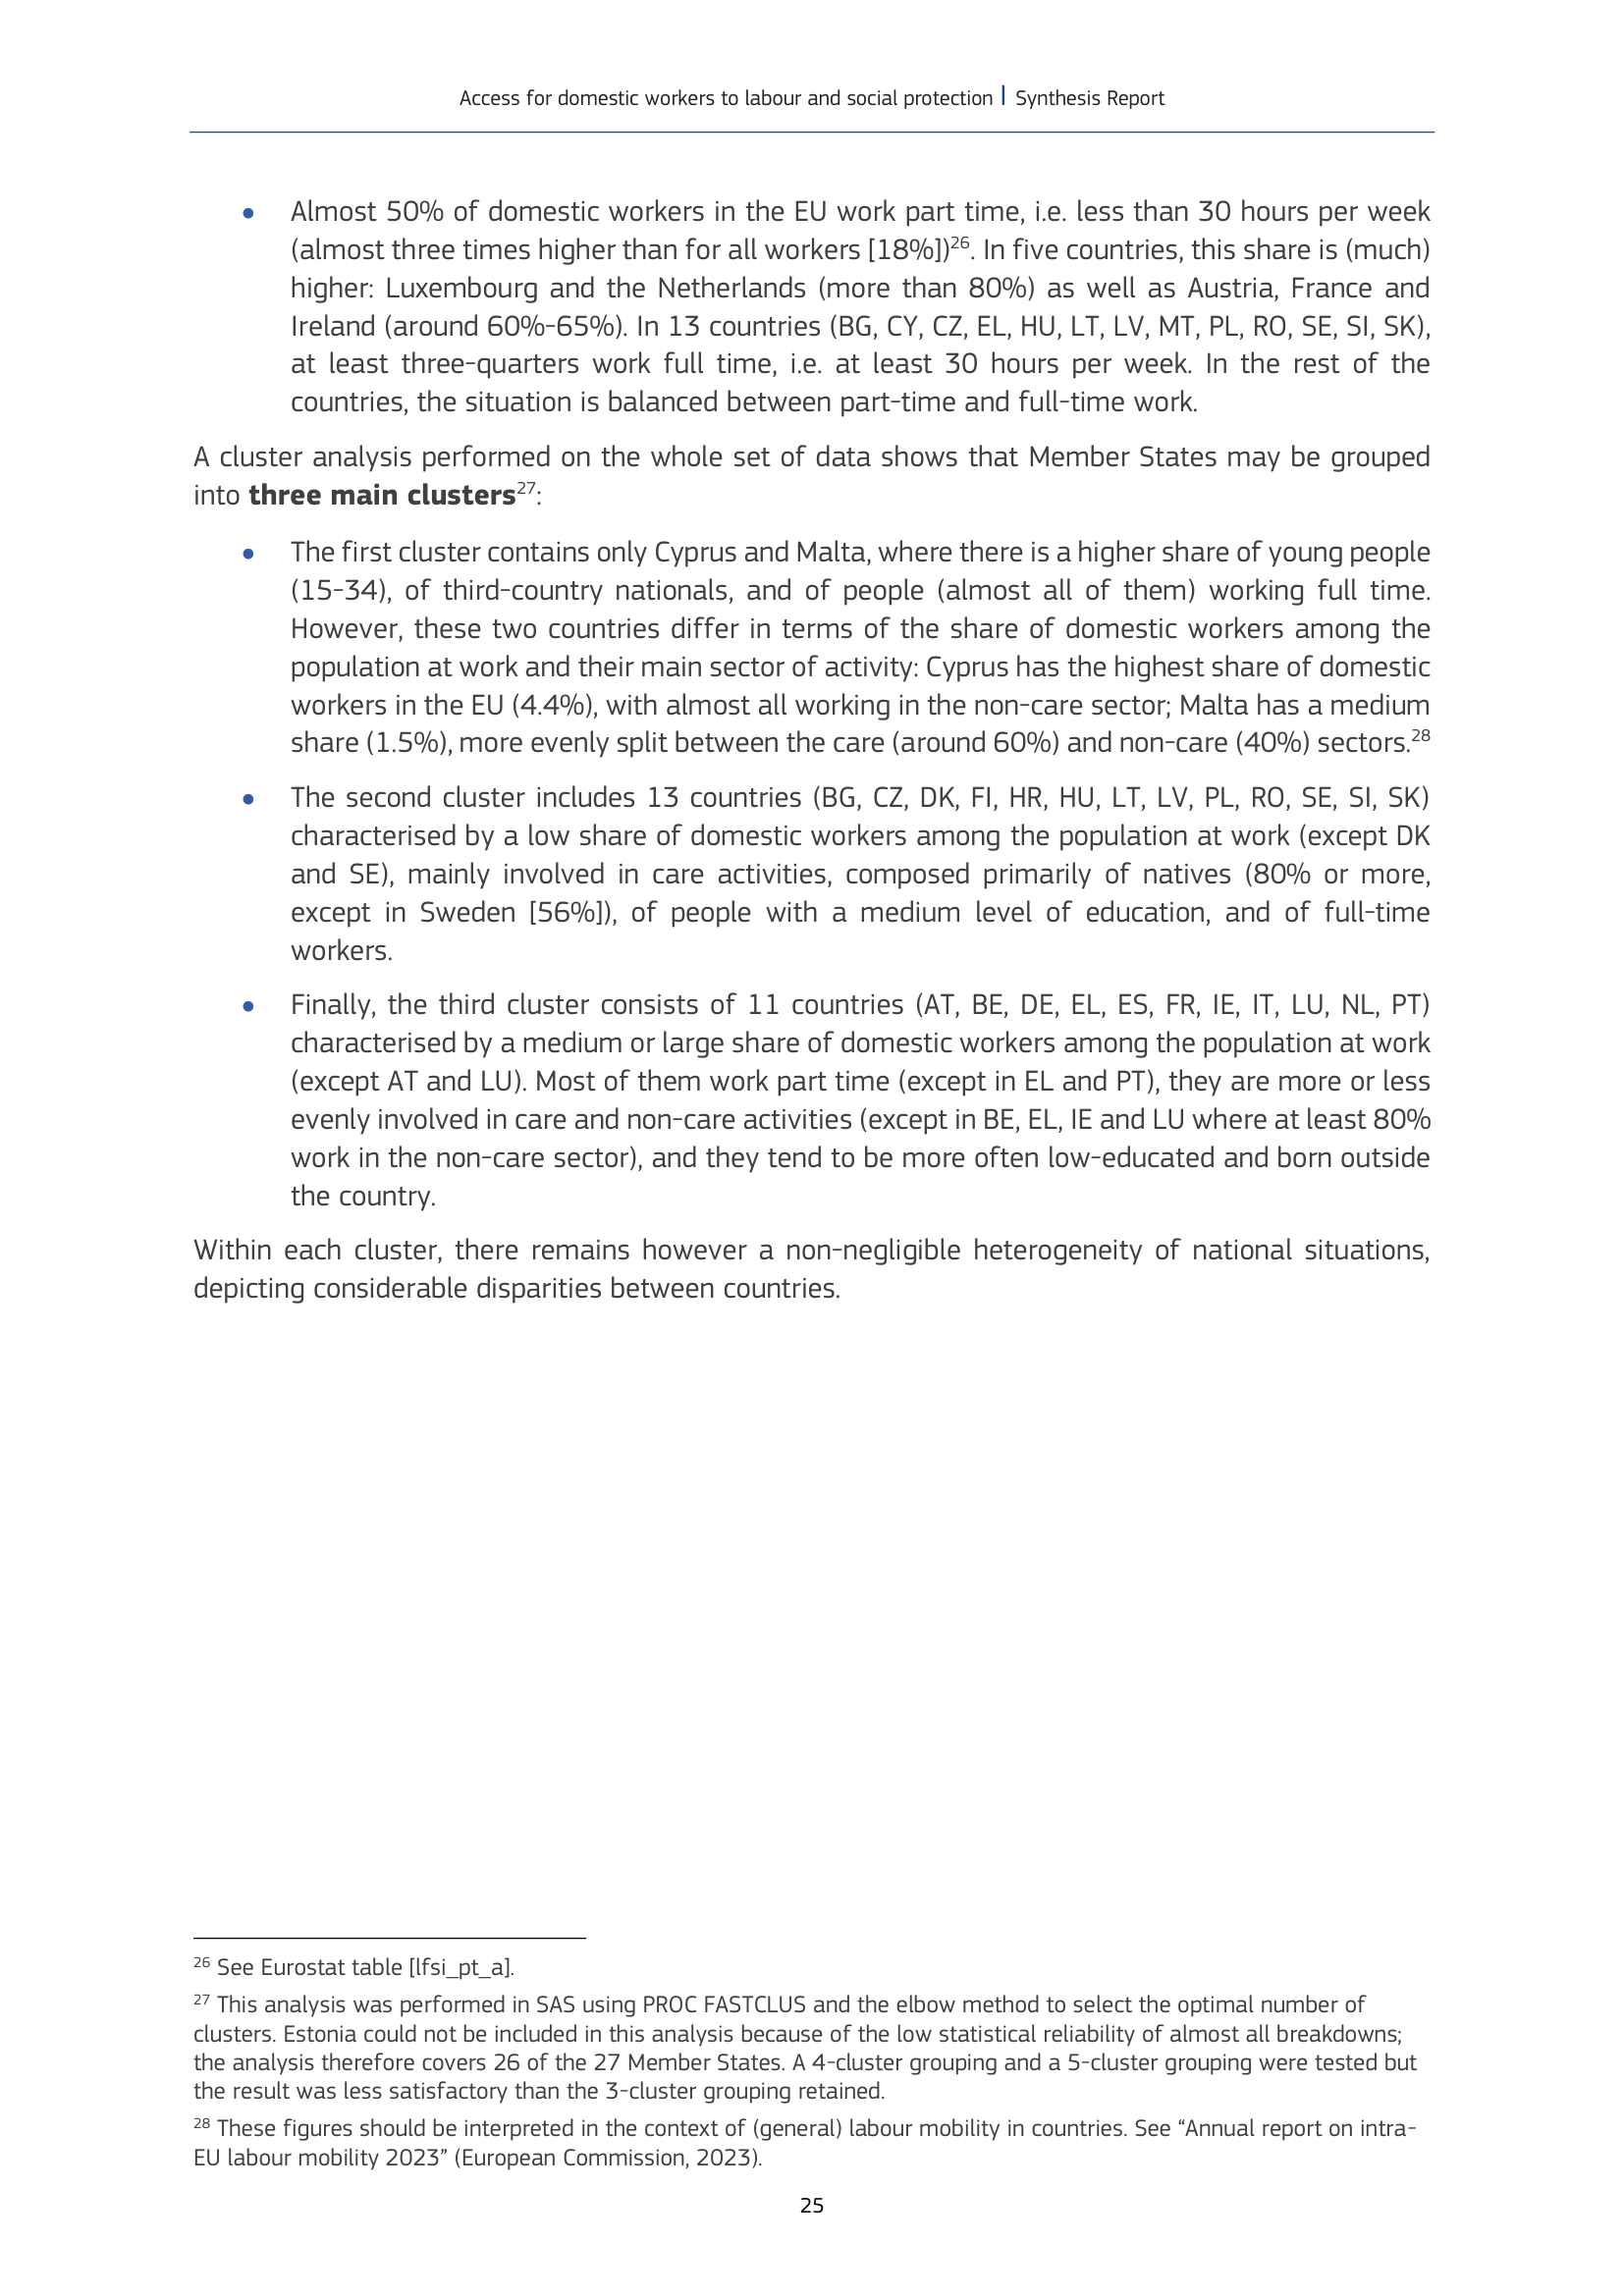 Access for domestic workers to labour and social protection | Synthesis Report
• Almost 50% of domestic workers in the EU work part time, i.e. less than 30 hours per week
(almost three times higher than for all workers [18%])26. In five countries, this share is (much)
higher: Luxembourg and the Netherlands (more than 80%) as well as Austria, France and
Ireland (around 60%-65%). In 13 countries (BG, CY, CZ, EL, HU, LT, LV, MT, PL, RO, SE, SI, SK),
at least three-quarters work full time, i.e. at least 30 hours per week. In the rest of the
countries, the situation is balanced between part-time and full-time work.
A cluster analysis performed on the whole set of data shows that Member States may be grouped
into three main clusters27:
• The first cluster contains only Cyprus and Malta, where there is a higher share of young people
(15-34), of third-country nationals, and of people (almost all of them) working full time.
However, these two countries differ in terms of the share of domestic workers among the
population at work and their main sector of activity: Cyprus has the highest share of domestic
workers in the EU (4.4%), with almost all working in the non-care sector; Malta has a medium
share (1.5%), more evenly split between the care (around 60%) and non-care (40%) sectors.28
• The second cluster includes 13 countries (BG, CZ, DK, FI, HR, HU, LT, LV, PL, RO, SE, SI, SK)
characterised by a low share of domestic workers among the population at work (except DK
and SE), mainly involved in care activities, composed primarily of natives (80% or more,
except in Sweden [56%]), of people with a medium level of education, and of full-time
workers.
• Finally, the third cluster consists of 11 countries (AT, BE, DE, EL, ES, FR, IE, IT, LU, NL, PT)
characterised by a medium or large share of domestic workers among the population at work
(except AT and LU). Most of them work part time (except in EL and PT), they are more or less
evenly involved in care and non-care activities (except in BE, EL, IE and LU where at least 80%
work in the non-care sector), and they tend to be more often low-educated and born outside
the country.
Within each cluster, there remains however a non-negligible heterogeneity of national situations,
depicting considerable disparities between countries.
26 See Eurostat table [lfsi_pt_a].
27 This analysis was performed in SAS using PROC FASTCLUS and the elbow method to select the optimal number of
clusters. Estonia could not be included in this analysis because of the low statistical reliability of almost all breakdowns;
the analysis therefore covers 26 of the 27 Member States. A 4-cluster grouping and a 5-cluster grouping were tested but
the result was less satisfactory than the 3-cluster grouping retained.
28 These figures should be interpreted in the context of (general) labour mobility in countries. See “Annual report on intra-
EU labour mobility 2023” (European Commission, 2023).
25